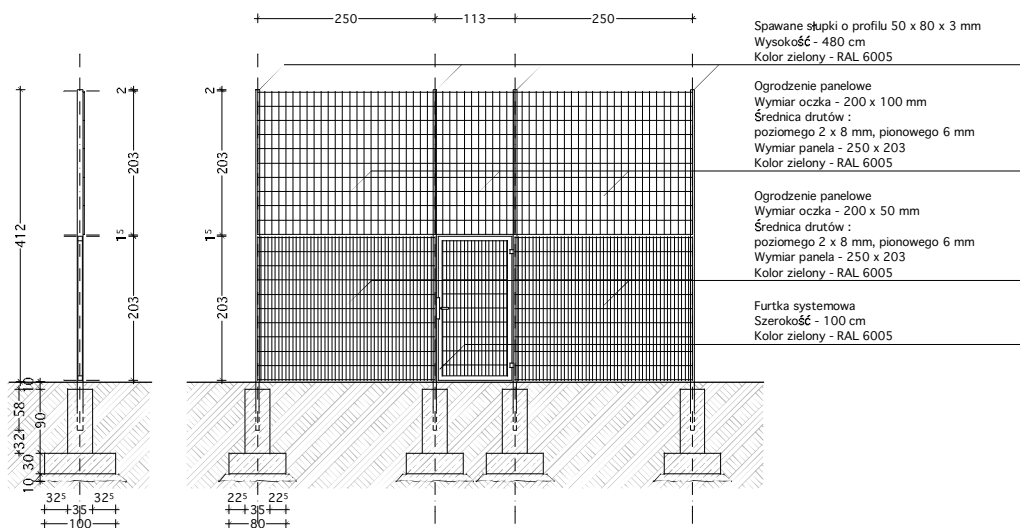 250
113
250
Spawane słupki o profilu 50 x 80 x 3 mm
Wysokość - 480 cm
Kolor zielony - RAL 6005
Ogrodzenie panelowe
Wymiar oczka - 200 x 100 mm
Średnica drutów :
poziomego 2 x 8 mm, pionowego 6 mm
Wymiar panela - 250 x 203
Kolor zielony - RAL 6005
Ogrodzenie panelowe
Wymiar oczka - 200 x 50 mm
Średnica drutów :
poziomego 2 x 8 mm, pionowego 6 mm
Wymiar panela - 250 x 203
Kolor zielony - RAL 6005
Furtka systemowa
Szerokość - 100 cm
Kolor zielony - RAL 6005
412
2
203
1⁵
203
2
203
1⁵
203
10
58
90
32
30
10
32⁵
32⁵
35
100
22⁵
22⁵
35
80